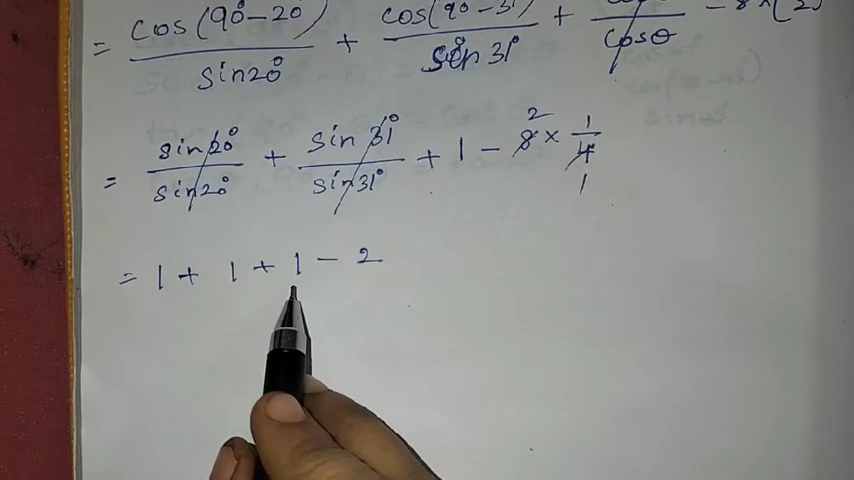 = cos(90°-20°)/sin20° + cos(90°-31°)/sin31° + /cosθ - 8×(
= sin20°/sin20° + sin31°/sin31° + 1 - 8 2 × 1/4 1
= 1 + 1 + 1 - 2